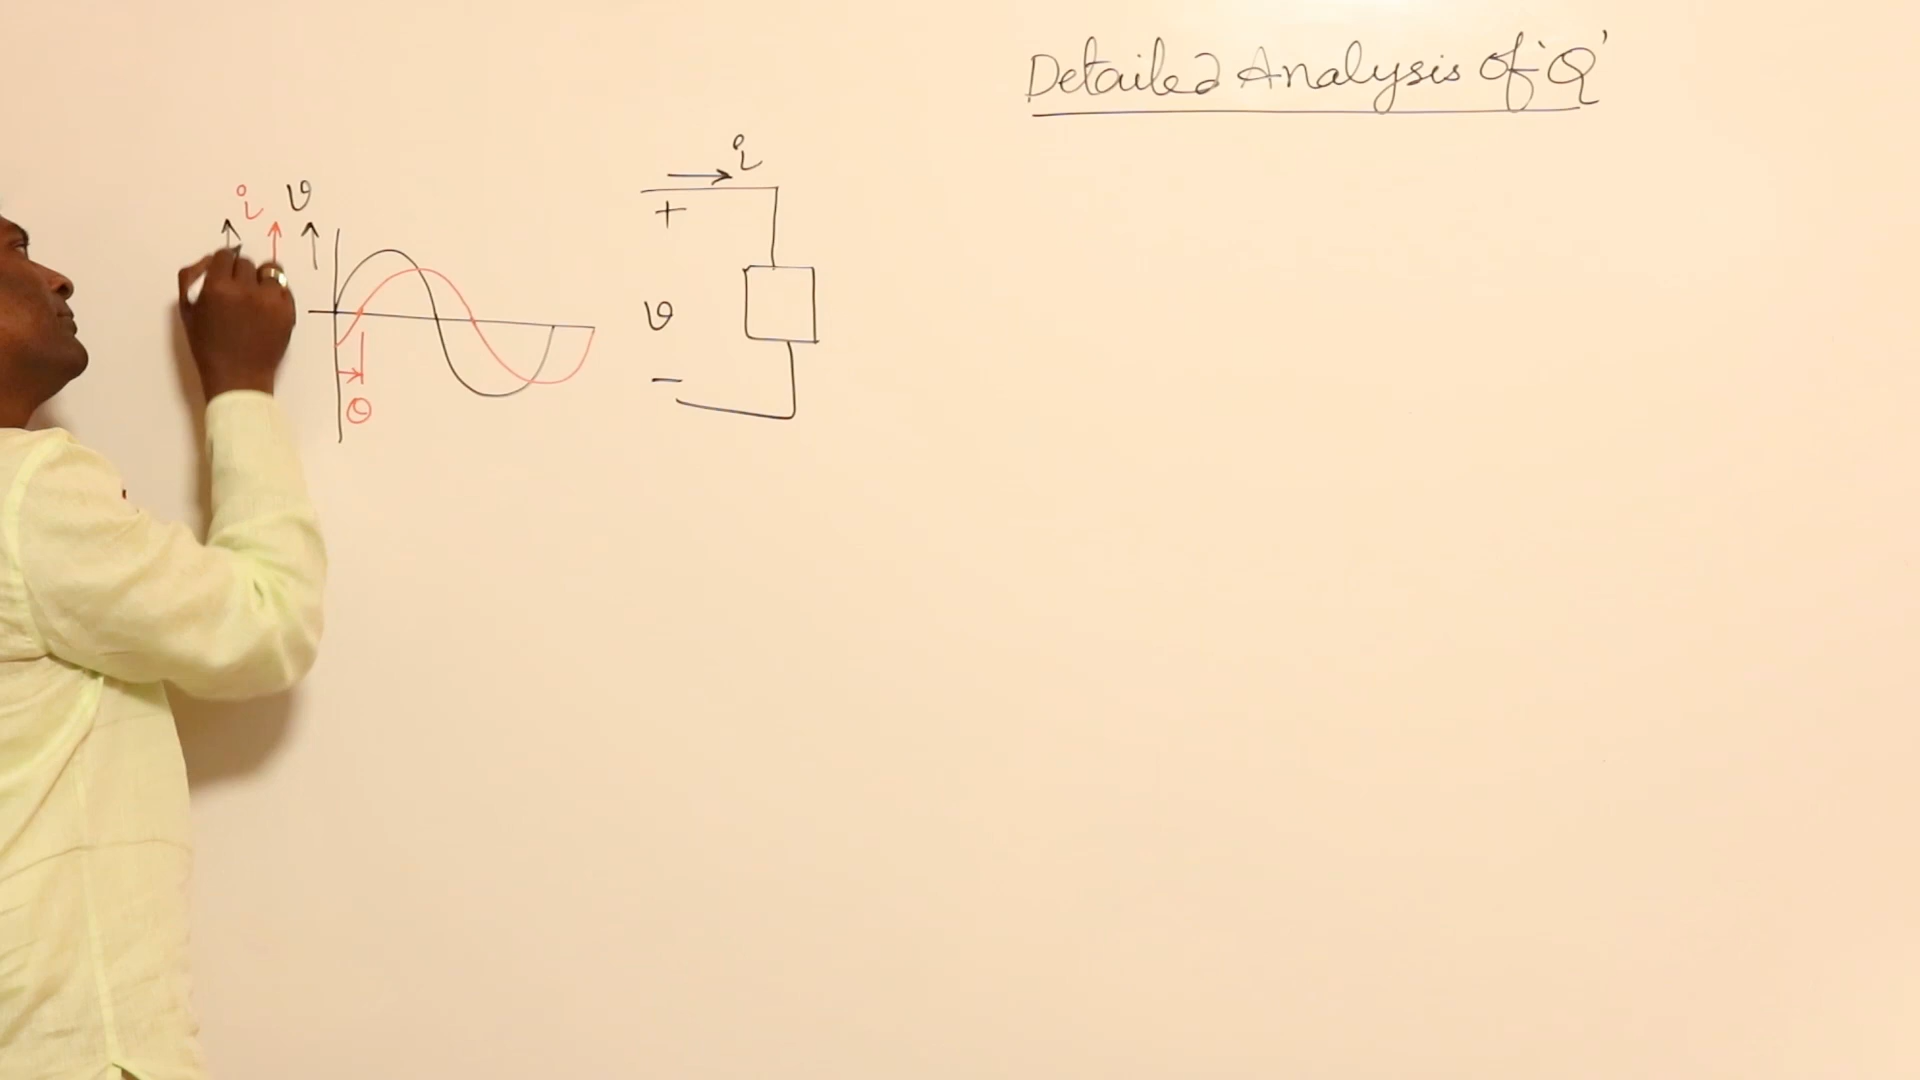 Detailed Analysis of 'Q'
i
i v
+
v
−
θ